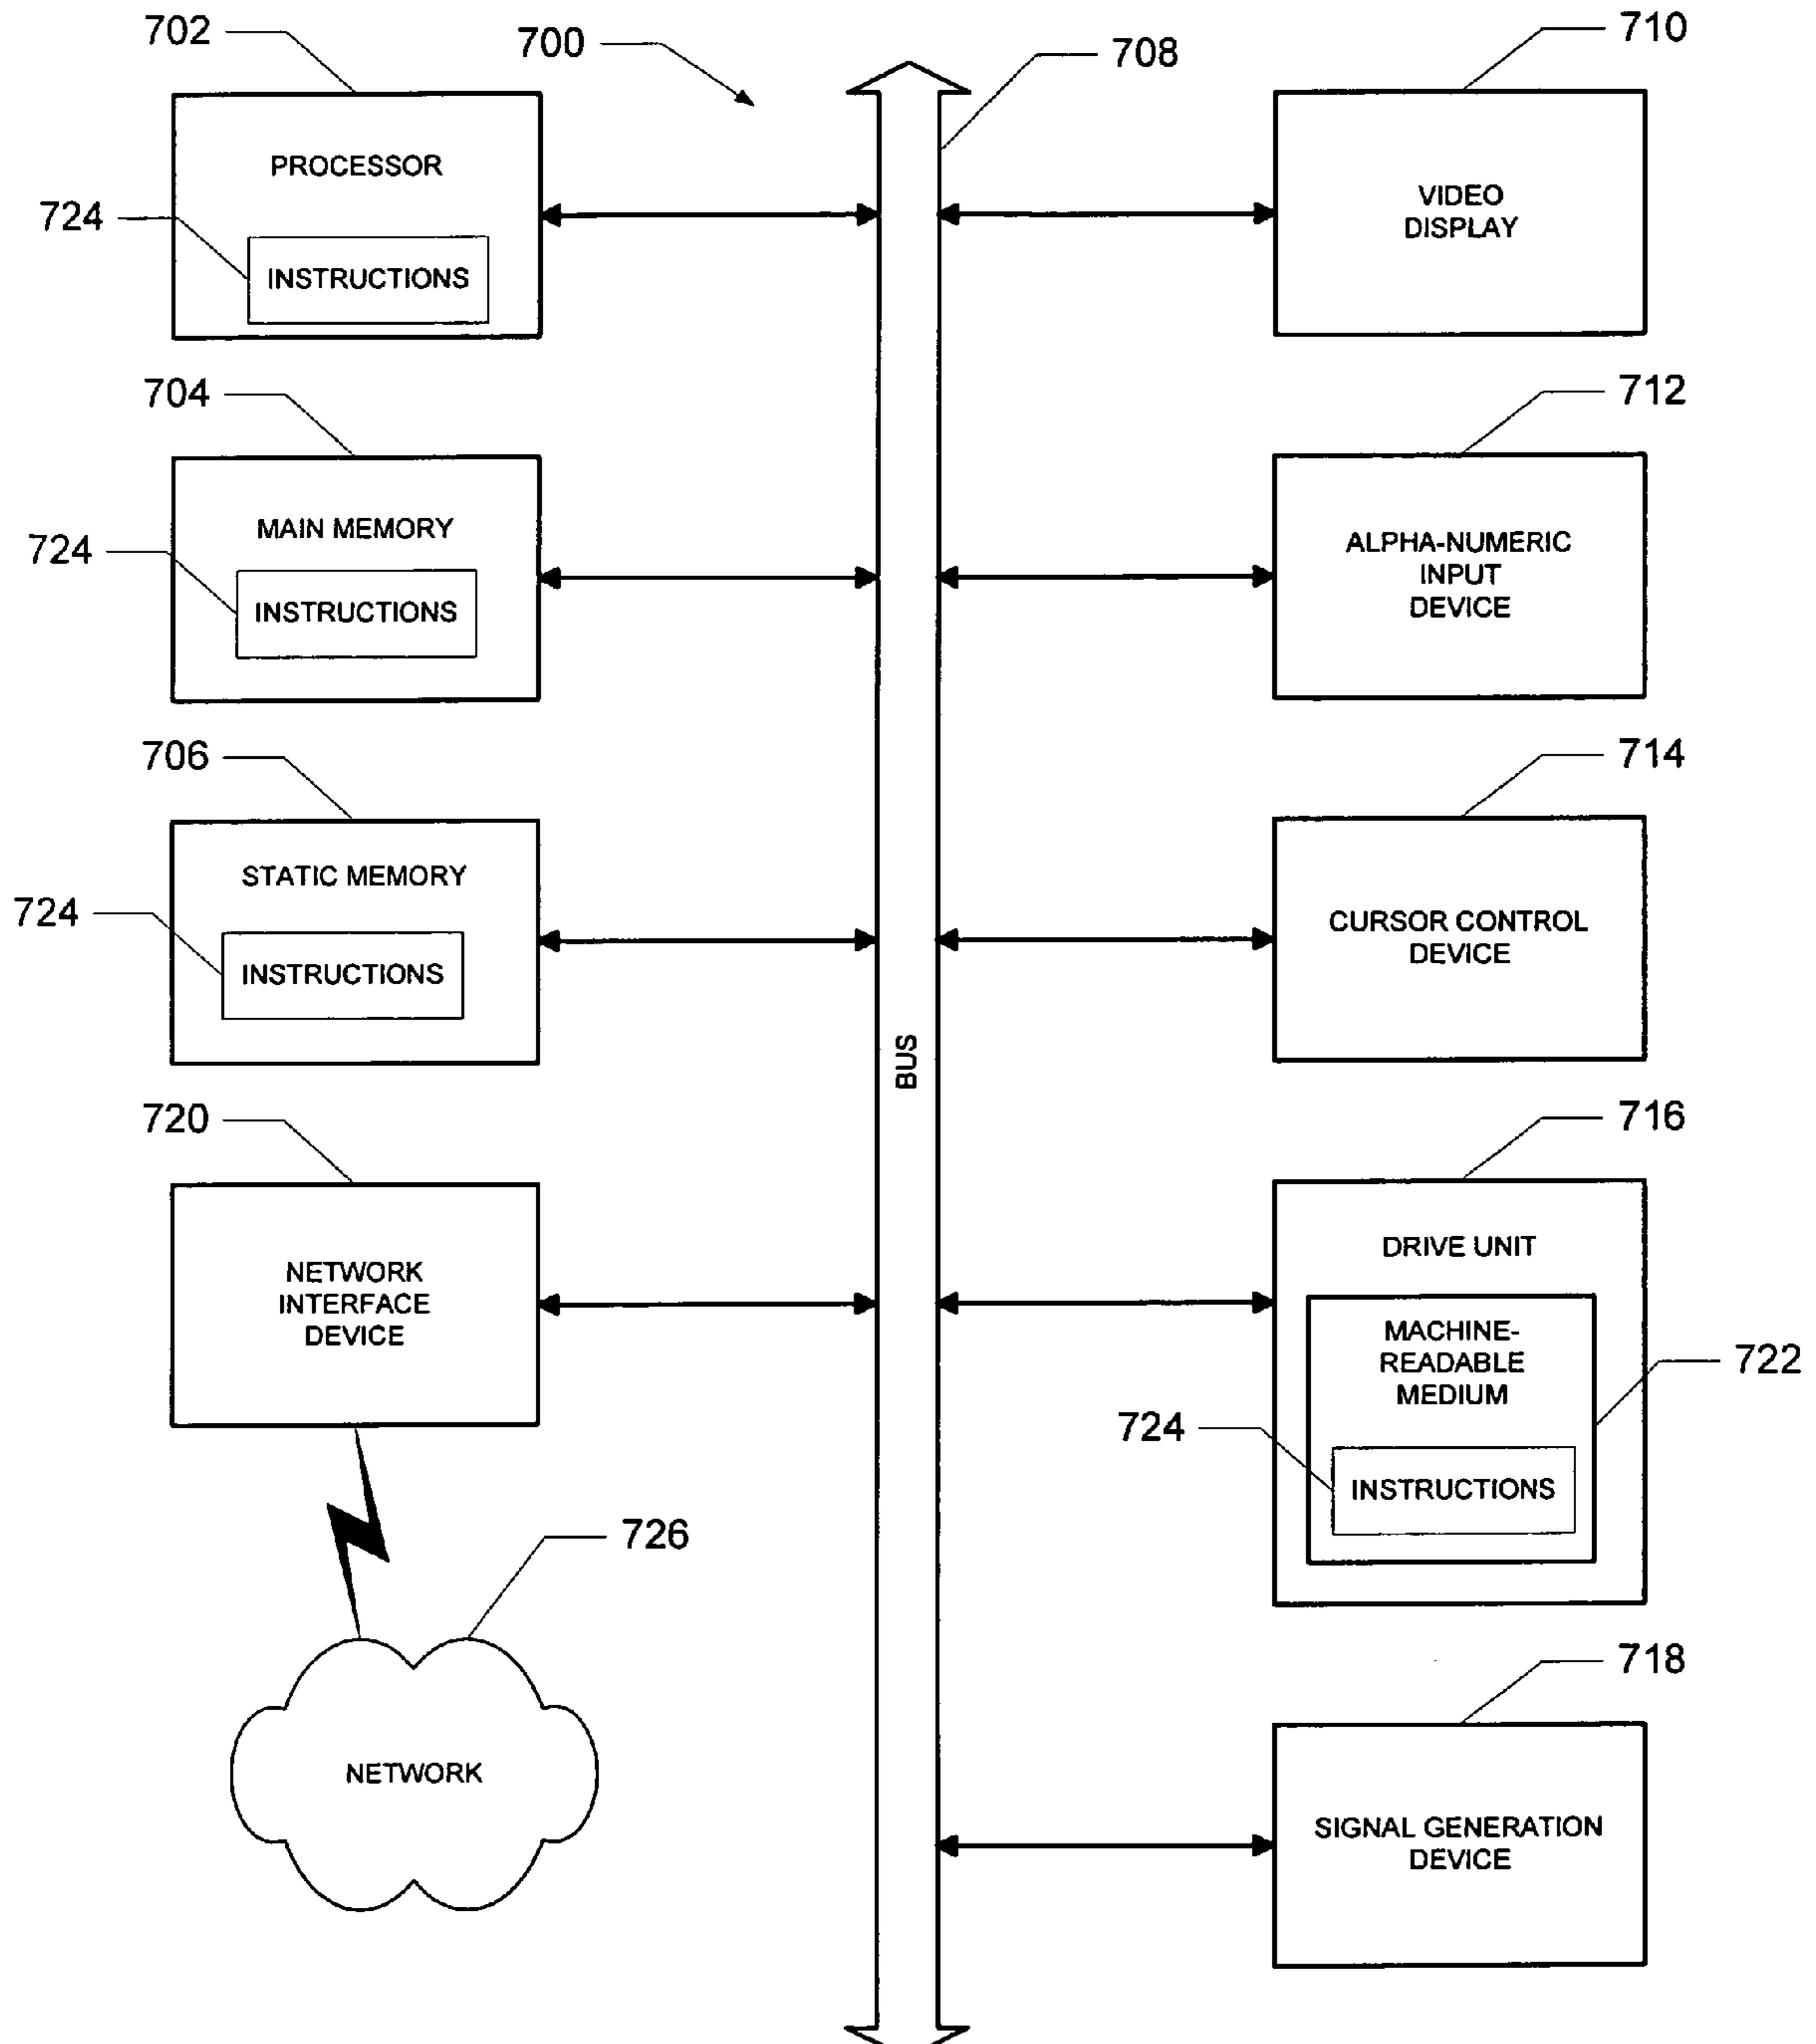 702
700
708
710
PROCESSOR
724
INSTRUCTIONS
VIDEO
DISPLAY
704
712
MAIN MEMORY
724
INSTRUCTIONS
ALPHA-NUMERIC
INPUT
DEVICE
706
714
STATIC MEMORY
724
INSTRUCTIONS
CURSOR CONTROL
DEVICE
BUS
720
716
NETWORK
INTERFACE
DEVICE
DRIVE UNIT
MACHINE-
READABLE
MEDIUM
722
724
INSTRUCTIONS
726
NETWORK
718
SIGNAL GENERATION
DEVICE